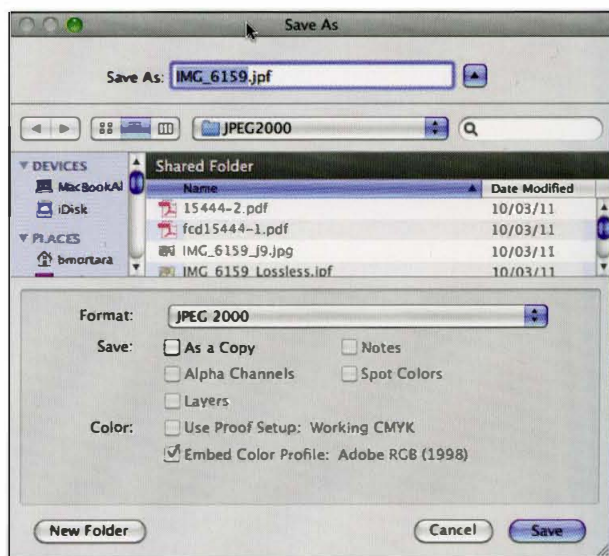 Save As
Save As: IMG_6159.jpf
JPEG2000
DEVICES
MacBookAi
iDisk
PLACES
bmortara
Shared Folder
Name Date Modified
15444-2.pdf 10/03/11
fcd15444-1.pdf 10/03/11
IMG_6159_j9.jpg 10/03/11
IMG_6159_Lossless.jpf 10/03/11
Format: JPEG 2000
Save: As a Copy Notes
Alpha Channels Spot Colors
Layers
Color: Use Proof Setup: Working CMYK
Embed Color Profile: Adobe RGB (1998)
New Folder Cancel Save